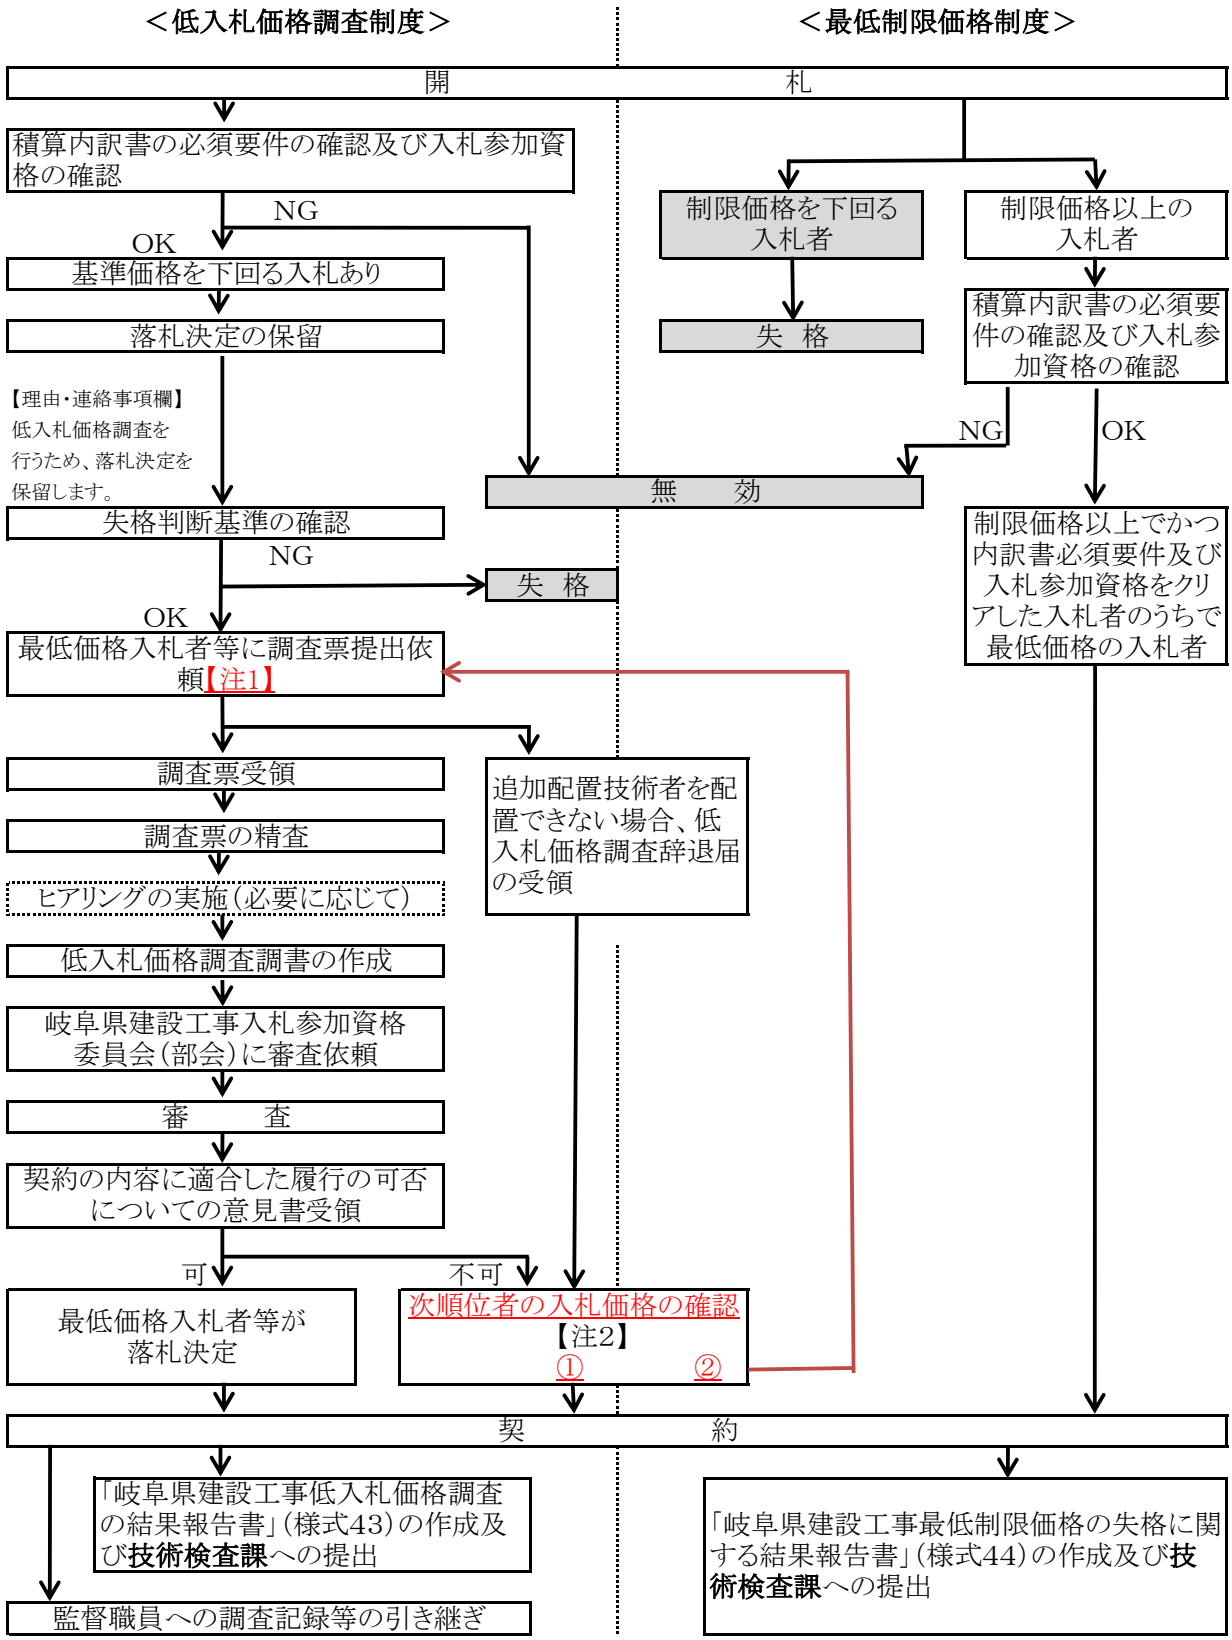 ＜低入札価格調査制度＞
＜最低制限価格制度＞
開　札
積算内訳書の必須要件の確認及び入札参加資
格の確認
NG
OK
基準価格を下回る入札あり
落札決定の保留
【理由・連絡事項欄】
低入札価格調査を
行うため、落札決定を
保留します。
失格判断基準の確認
NG
失 格
OK
最低価格入札者等に調査票提出依
頼【注1】
調査票受領
調査票の精査
ヒアリングの実施（必要に応じて）
低入札価格調査調書の作成
岐阜県建設工事入札参加資格
委員会（部会）に審査依頼
審　査
契約の内容に適合した履行の可否
についての意見書受領
可
不可
最低価格入札者等が
落札決定
追加配置技術者を配
置できない場合、低
入札価格調査辞退届
の受領
次順位者の入札価格の確認
【注2】
①　②
制限価格を下回る
入札者
失 格
制限価格以上の
入札者
積算内訳書の必須要
件の確認及び入札参
加資格の確認
NG
OK
無　効
制限価格以上でかつ
内訳書必須要件及び
入札参加資格をクリ
アした入札者のうちで
最低価格の入札者
契　約
「岐阜県建設工事低入札価格調査
の結果報告書」（様式43）の作成及
び技術検査課への提出
監督職員への調査記録等の引き継ぎ
「岐阜県建設工事最低制限価格の失格に関
する結果報告書」（様式44）の作成及び技
術検査課への提出